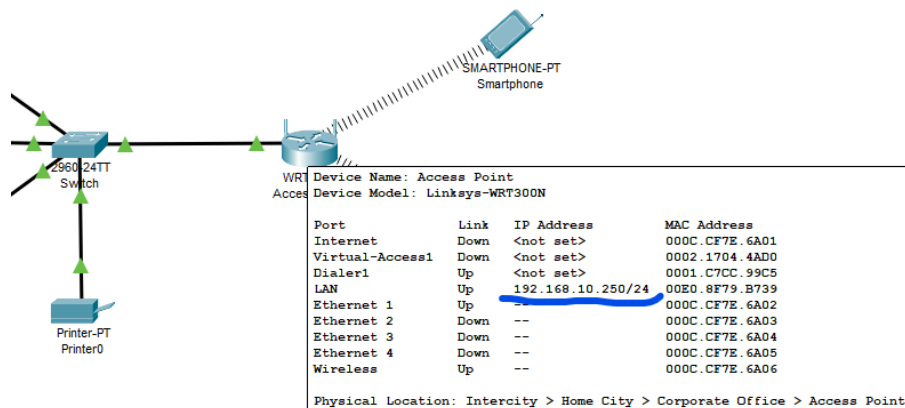 SMARTPHONE-PT
Smartphone
2960-24TT
Switch
WRT
Acces
Printer-PT
Printer0
Device Name: Access Point
Device Model: Linksys-WRT300N
Port Link IP Address MAC Address
Internet Down <not set> 000C.CF7E.6A01
Virtual-Access1 Down <not set> 0002.1704.4AD0
Dialer1 Up <not set> 0001.C7CC.99C5
LAN Up 192.168.10.250/24 00E0.8F79.B739
Ethernet 1 Up -- 000C.CF7E.6A02
Ethernet 2 Down -- 000C.CF7E.6A03
Ethernet 3 Down -- 000C.CF7E.6A04
Ethernet 4 Down -- 000C.CF7E.6A05
Wireless Up -- 000C.CF7E.6A06
Physical Location: Intercity > Home City > Corporate Office > Access Point